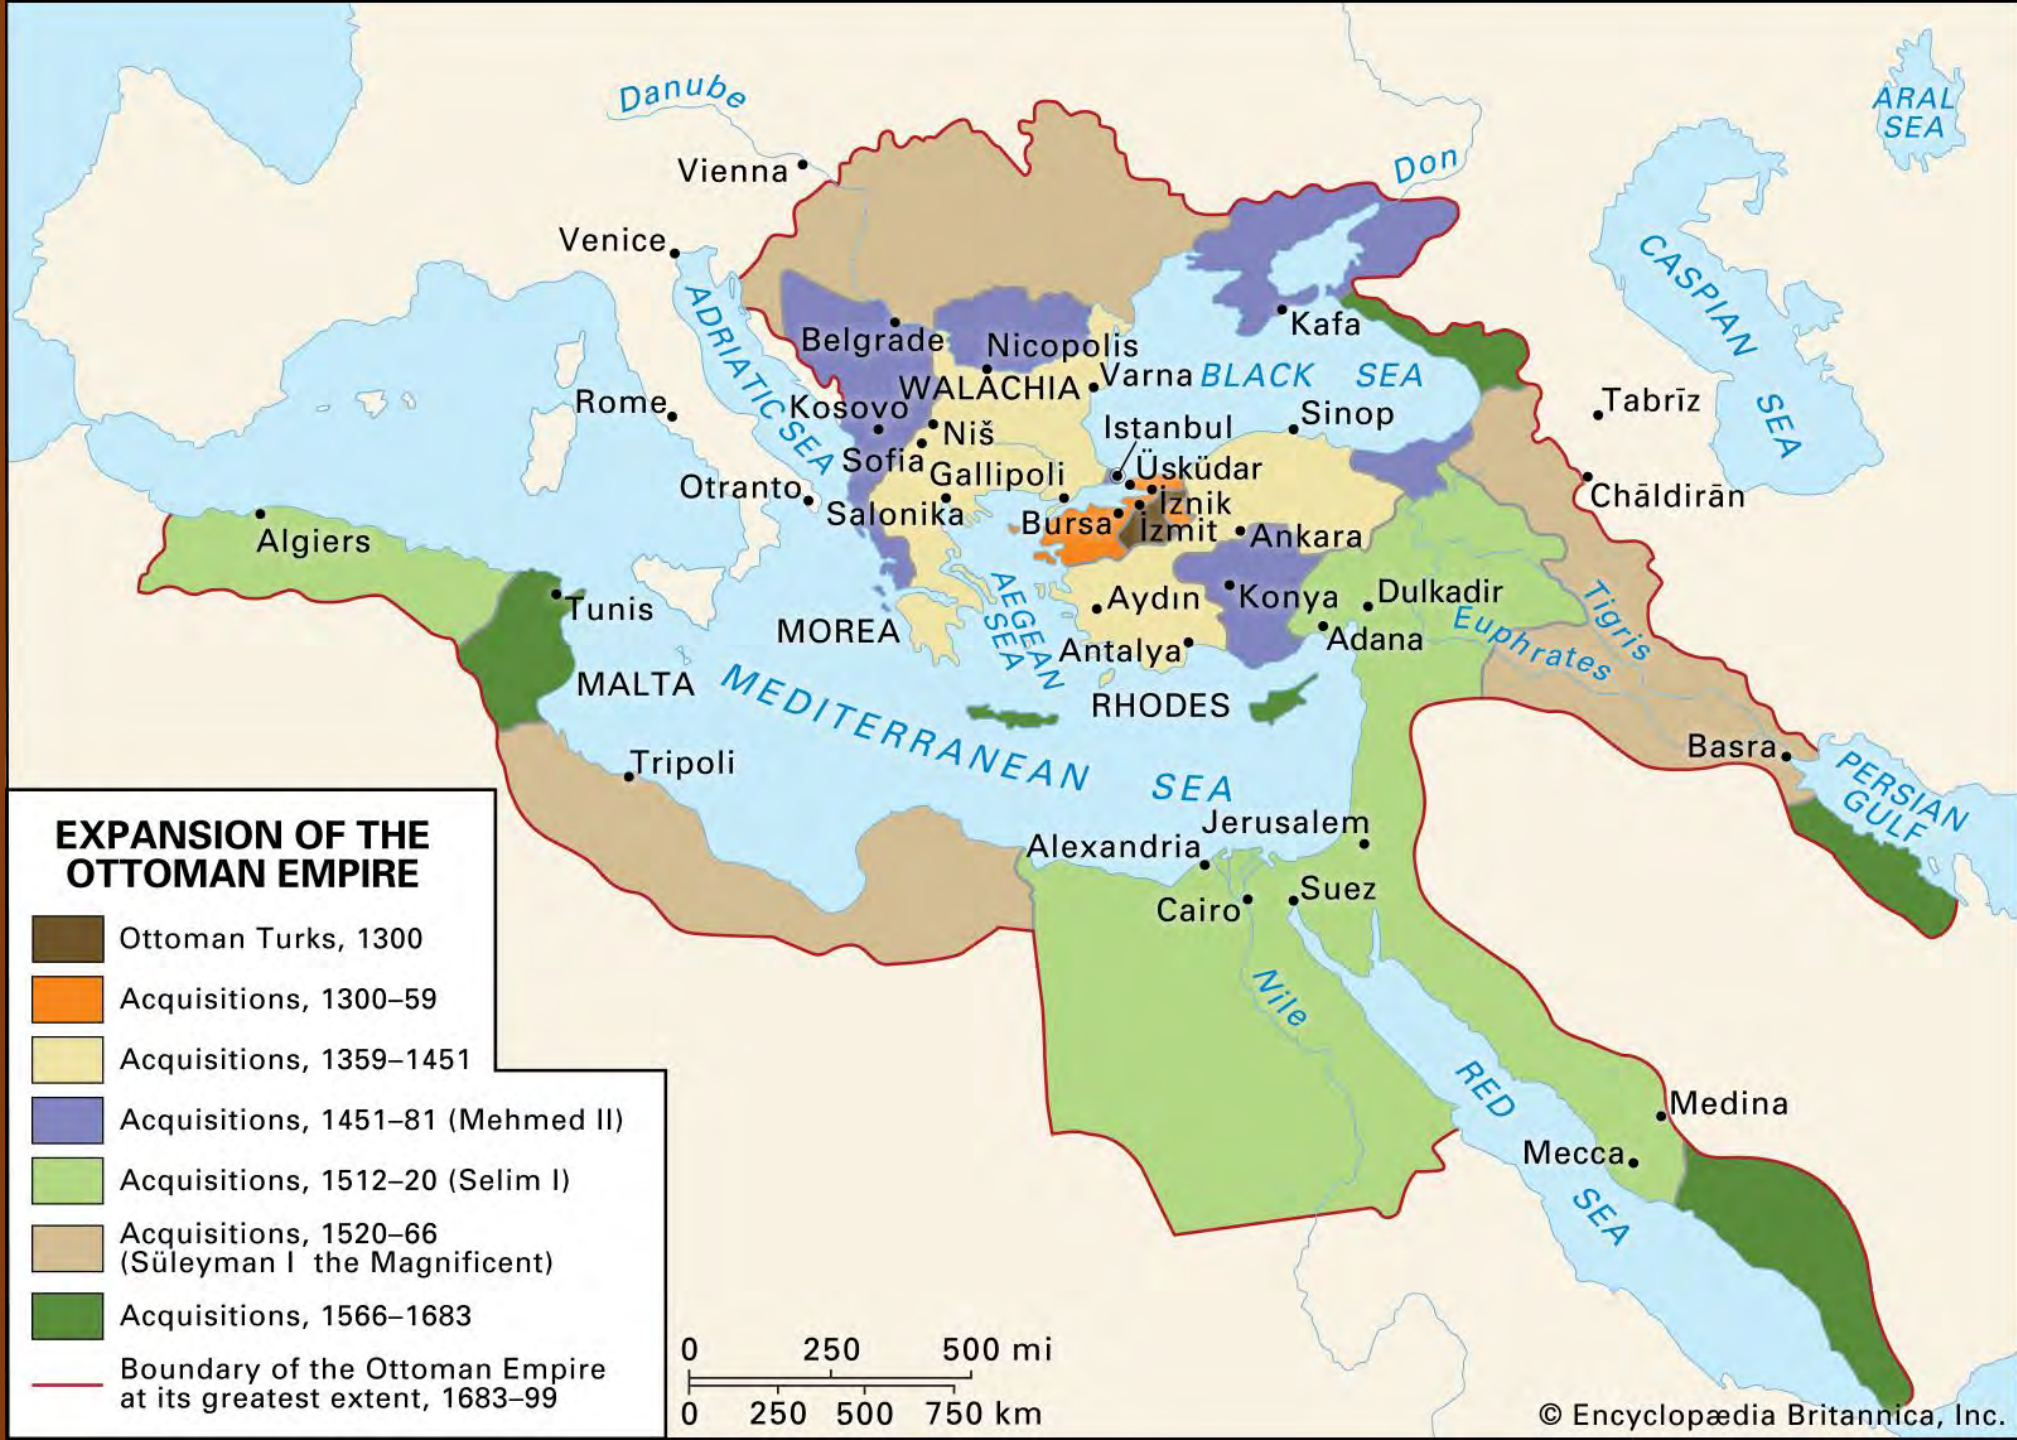 Danube
Don
ARAL
SEA
Vienna
Venice
CASPIAN
SEA
ADRIATIC SEA
Belgrade
Nicopolis
Kafa
WALACHIA
Varna
BLACK SEA
Rome
Kosovo
Tabrīz
Sinop
Istanbul
Niš
Sofia
Gallipoli
Üsküdar
Otranto
Chāldirān
Salonika
Bursa
İznik
İzmit
Ankara
Algiers
Tunis
AEGEAN
SEA
Aydın
Konya
Dulkadir
Tigris
Euphrates
MOREA
Antalya
Adana
MALTA
RHODES
MEDITERRANEAN SEA
Tripoli
Basra
PERSIAN
GULF
Jerusalem
Alexandria
Suez
Cairo
Nile
RED
SEA
Medina
Mecca
EXPANSION OF THE
OTTOMAN EMPIRE
Ottoman Turks, 1300
Acquisitions, 1300–59
Acquisitions, 1359–1451
Acquisitions, 1451–81 (Mehmed II)
Acquisitions, 1512–20 (Selim I)
Acquisitions, 1520–66
(Süleyman I the Magnificent)
Acquisitions, 1566–1683
Boundary of the Ottoman Empire
at its greatest extent, 1683–99
0 250 500 mi
0 250 500 750 km
© Encyclopædia Britannica, Inc.